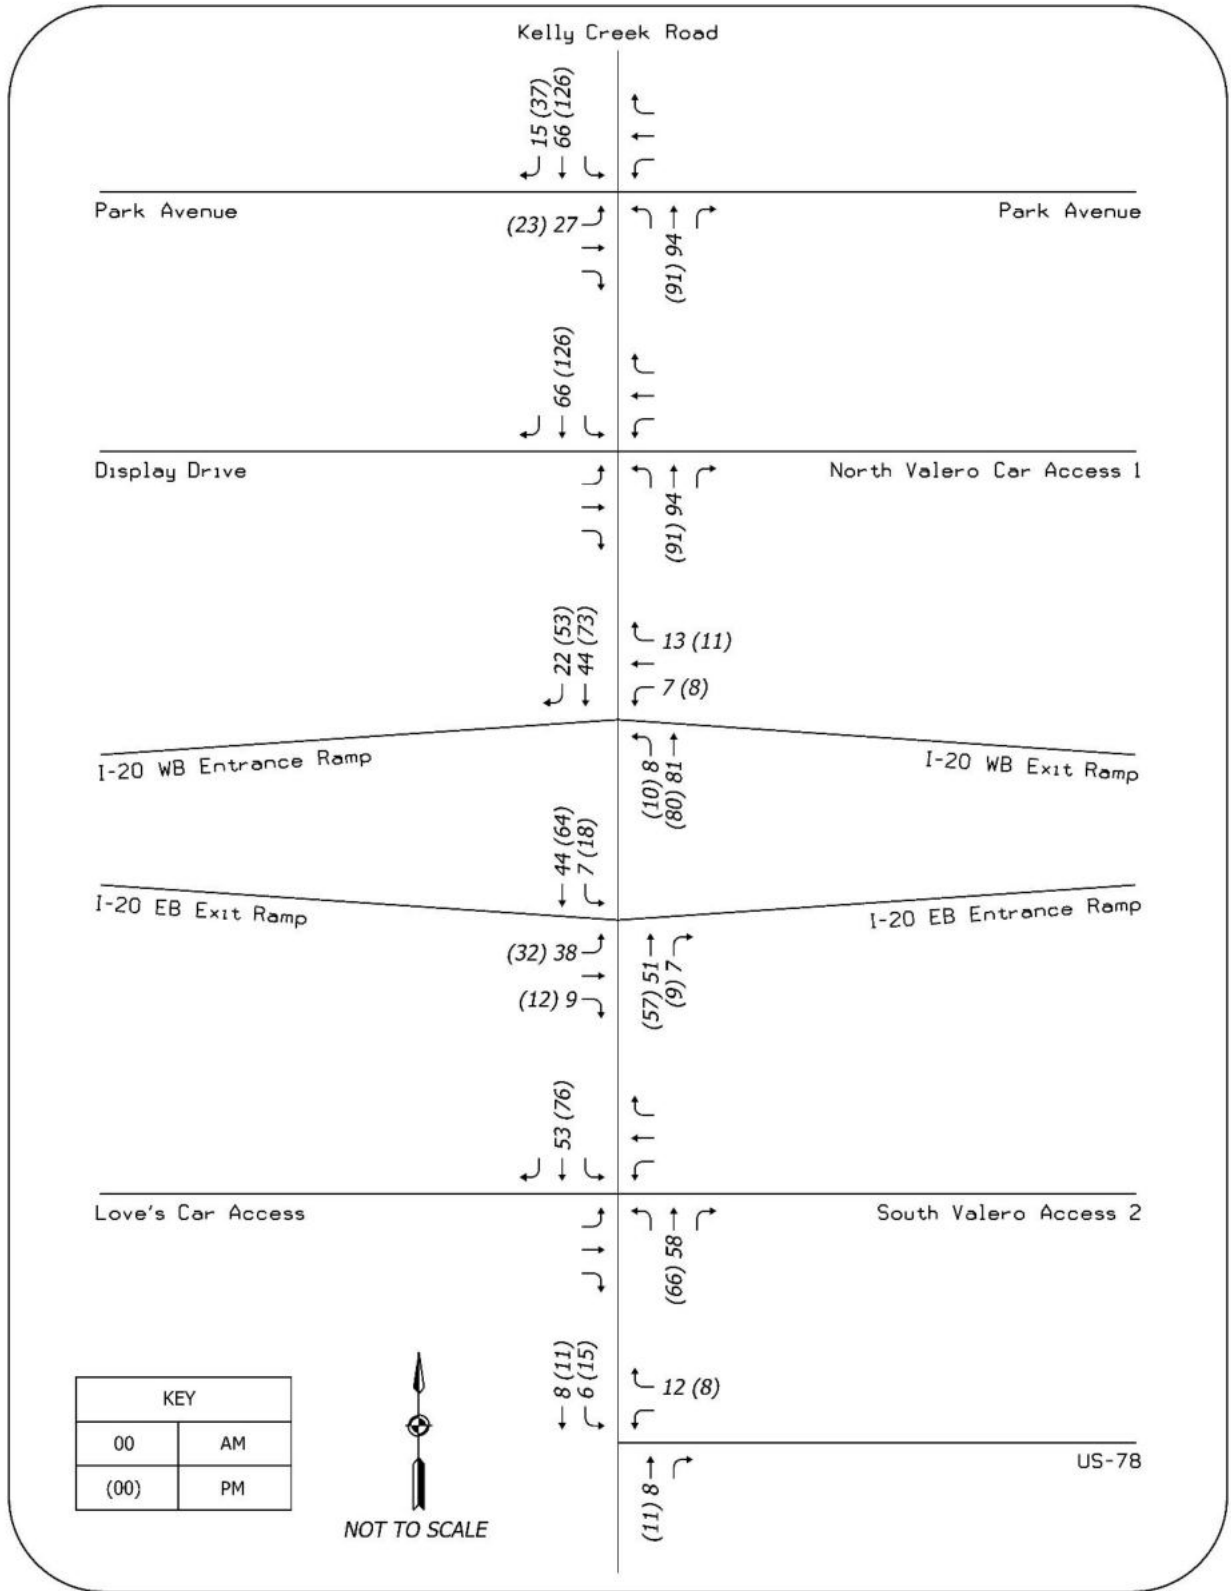 Kelly Creek Road
15 (37)
66 (126)
Park Avenue
Park Avenue
(23) 27
(91) 94
66 (126)
Display Drive
North Valero Car Access 1
(91) 94
22 (53)
44 (73)
13 (11)
7 (8)
I-20 WB Entrance Ramp
I-20 WB Exit Ramp
(10) 8
(80) 81
44 (64)
7 (18)
I-20 EB Exit Ramp
I-20 EB Entrance Ramp
(32) 38
(12) 9
(57) 51
(9) 7
53 (76)
Love's Car Access
South Valero Access 2
(66) 58
8 (11)
6 (15)
12 (8)
US-78
(11) 8
KEY
00 AM
(00) PM
NOT TO SCALE